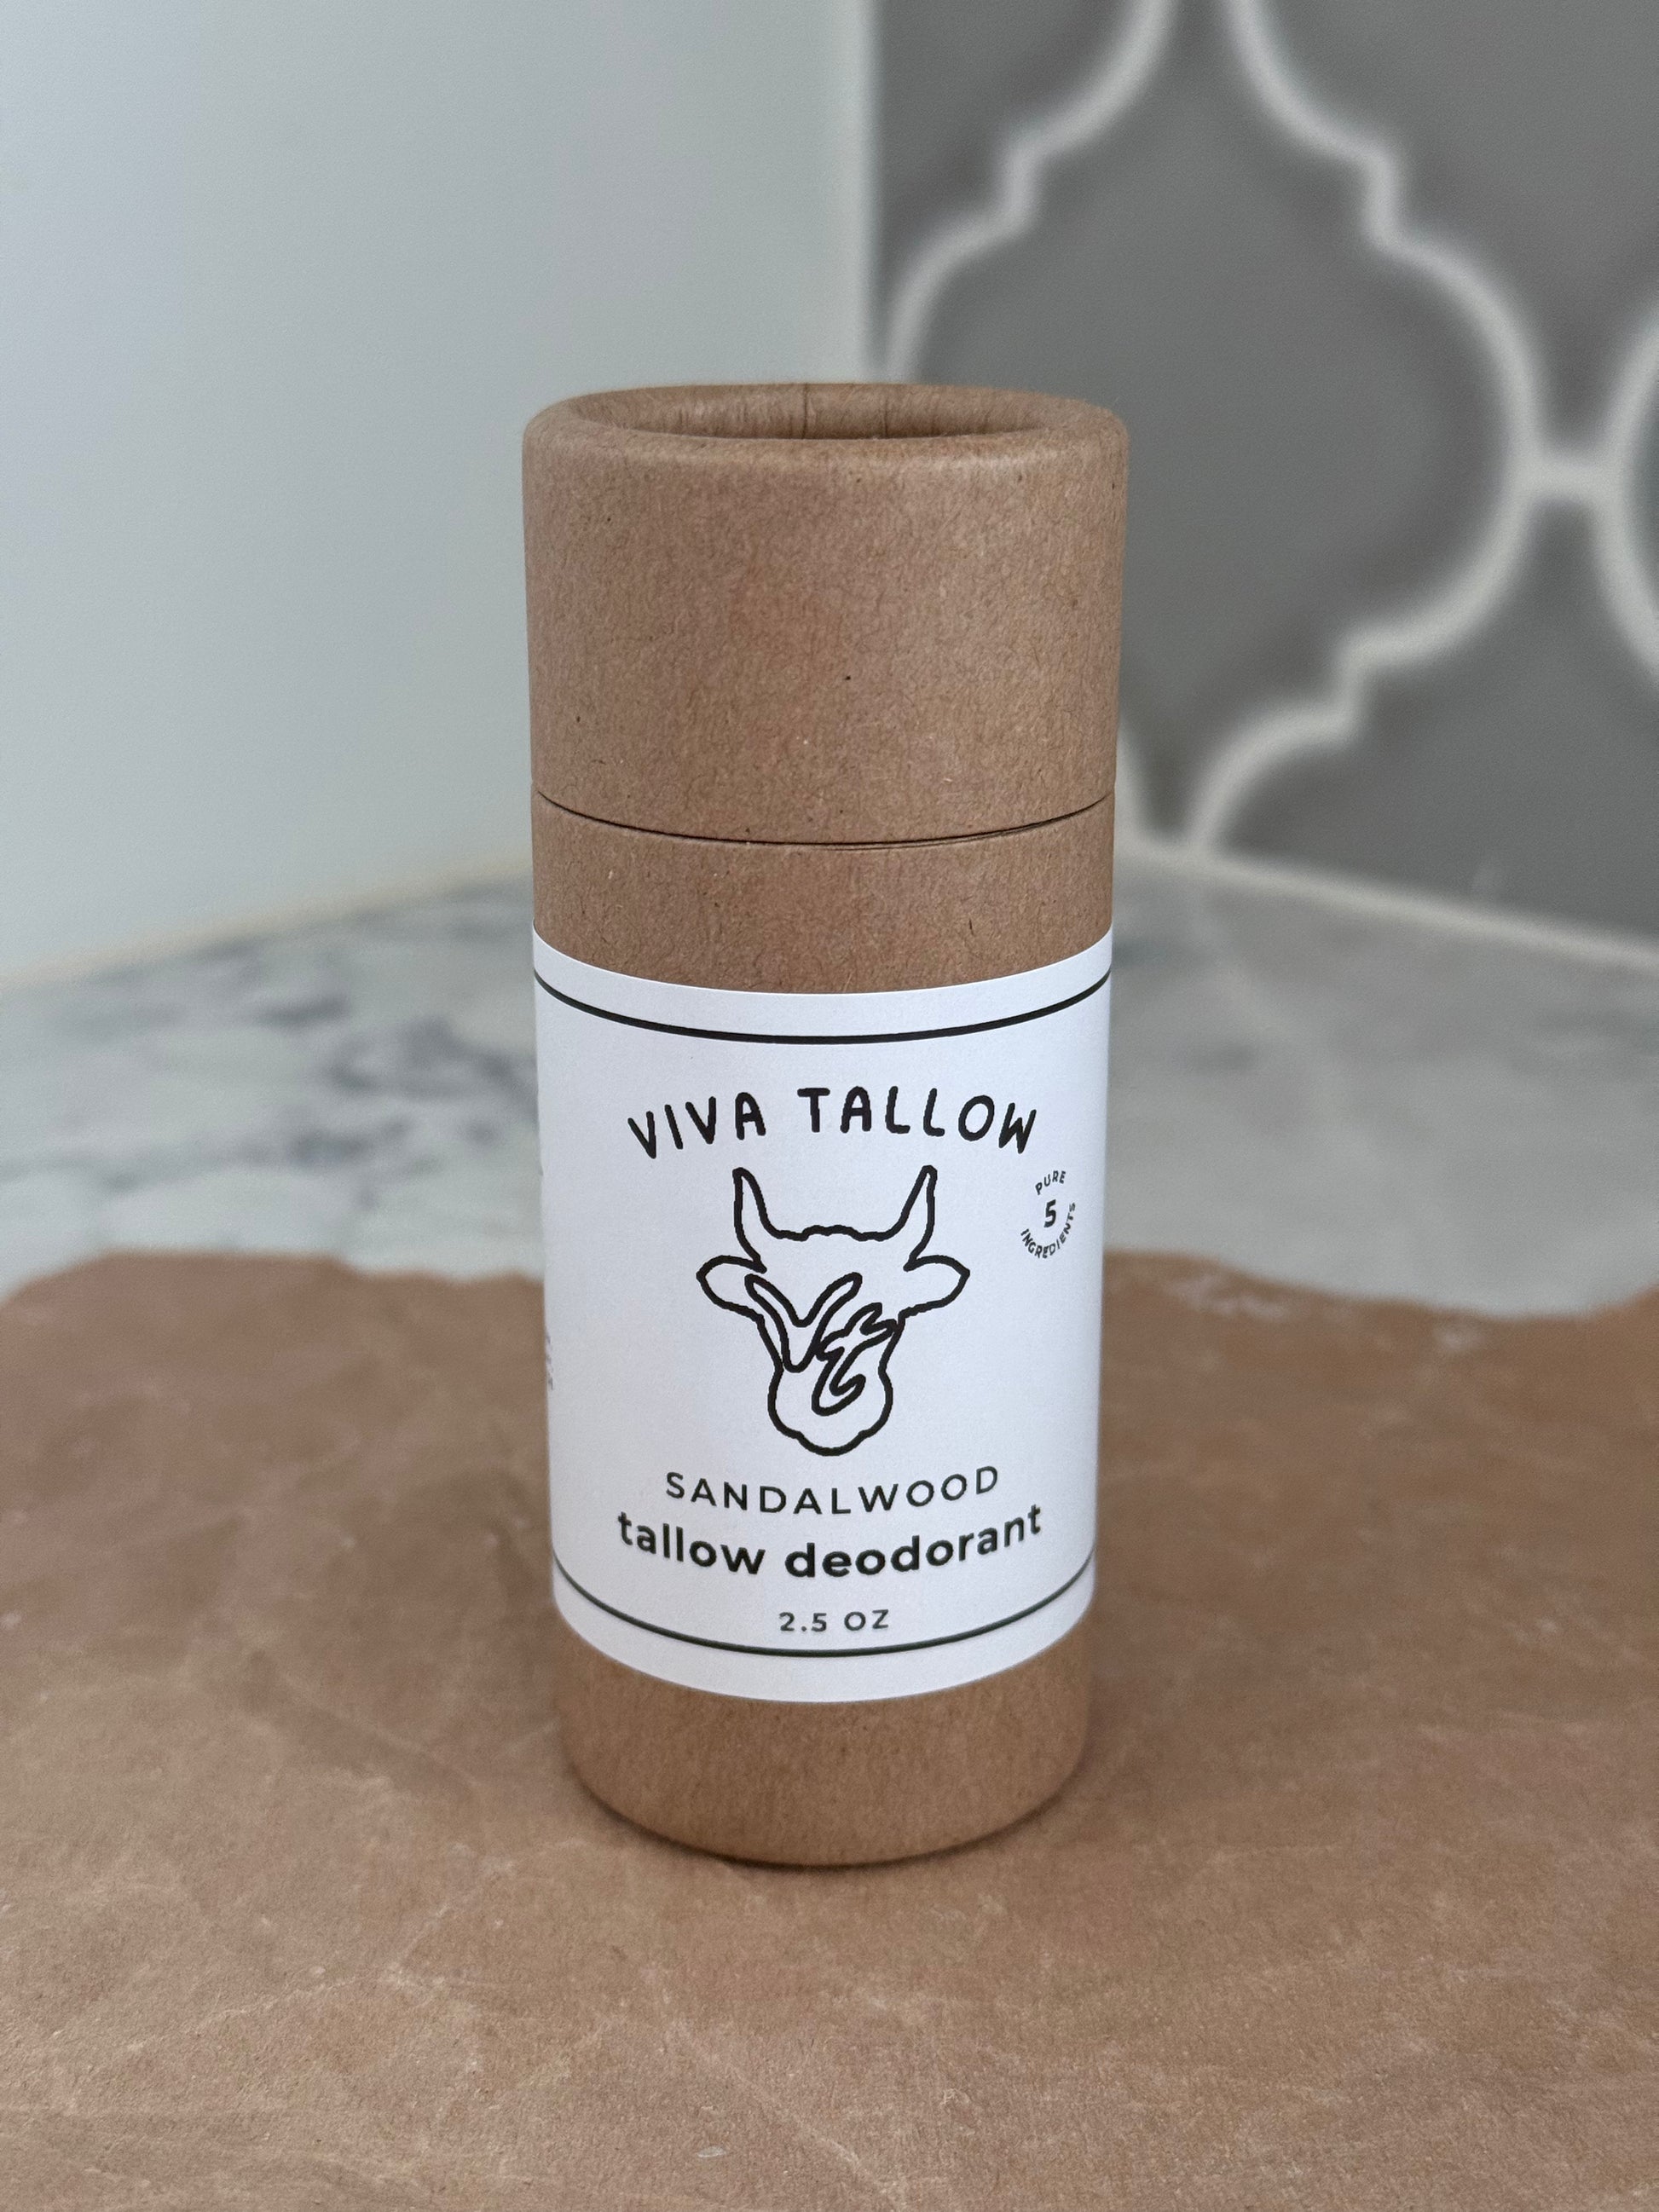 VIVA TALLOW
PURE
5
INGREDIENTS
SANDALWOOD
tallow deodorant
2.5 OZ